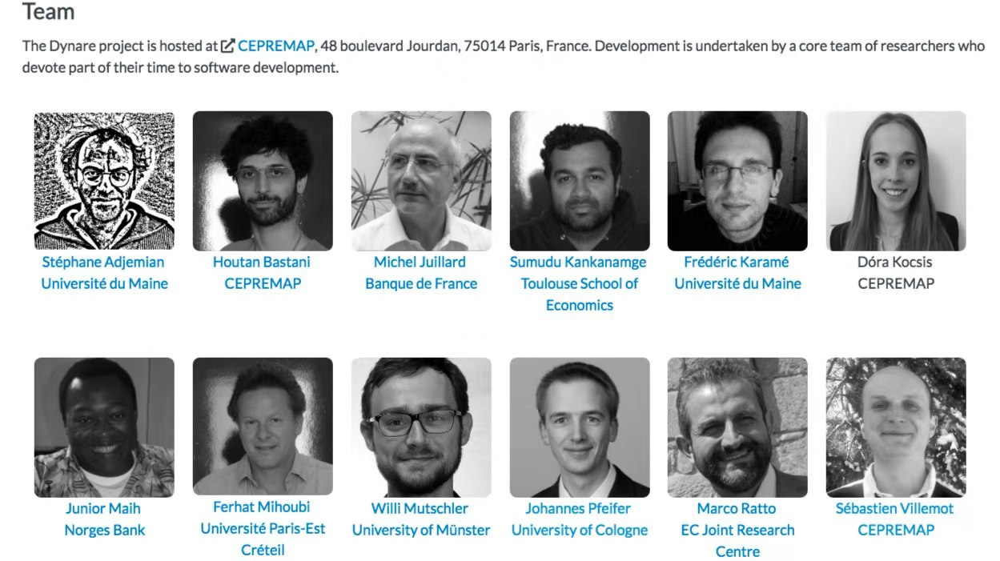 Team
The Dynare project is hosted at CEPREMAP, 48 boulevard Jourdan, 75014 Paris, France. Development is undertaken by a core team of researchers who
devote part of their time to software development.
Stéphane Adjemian
Université du Maine
Houtan Bastani
CEPREMAP
Michel Juillard
Banque de France
Sumudu Kankanamge
Toulouse School of
Economics
Frédéric Karamé
Université du Maine
Dóra Kocsis
CEPREMAP
Junior Maih
Norges Bank
Ferhat Mihoubi
Université Paris-Est
Créteil
Willi Mutschler
University of Münster
Johannes Pfeifer
University of Cologne
Marco Ratto
EC Joint Research
Centre
Sébastien Villemot
CEPREMAP